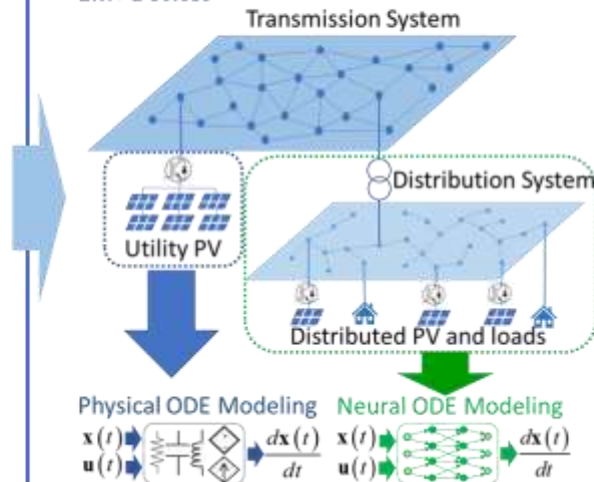 Transmission System
Distribution System
Utility PV
Distributed PV and loads
Physical ODE Modeling
Neural ODE Modeling
x(t)
u(t)
dx(t)
dt
x(t)
u(t)
dx(t)
dt